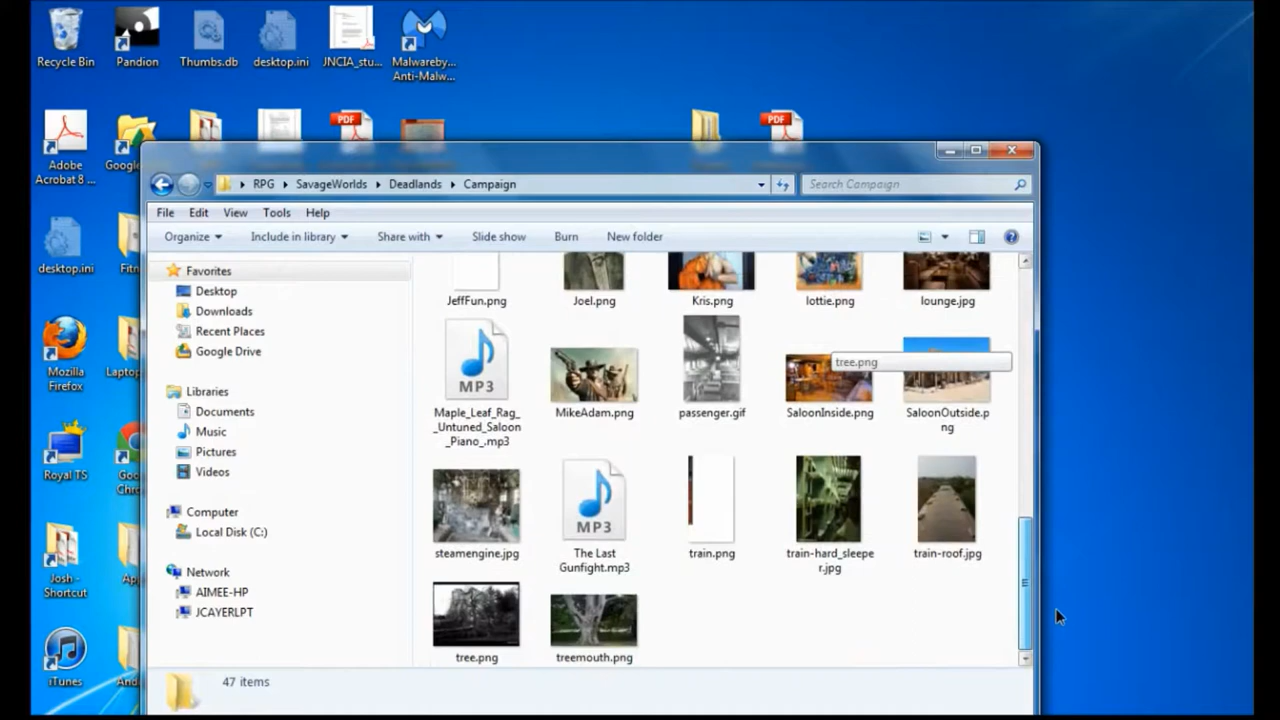 Recycle Bin
Pandion
Thumbs.db
desktop.ini
JNCIA_stu...
Malwareby...
Anti-Malw...
PDF
PDF
Adobe
Acrobat 8 ...
Google
RPG
SavageWorlds
Deadlands
Campaign
Search Campaign
File
Edit
View
Tools
Help
Organize
Include in library
Share with
Slide show
Burn
New folder
desktop.ini
Fitn
Favorites
Desktop
Downloads
Recent Places
Google Drive
JeffFun.png
Joel.png
Kris.png
lottie.png
lounge.jpg
Mozilla
Firefox
Laptop
Libraries
Documents
Music
Pictures
Videos
MP3
tree.png
Maple_Leaf_Rag_
_Untuned_Saloon
_Piano_.mp3
MikeAdam.png
passenger.gif
SaloonInside.png
SaloonOutside.p
ng
Royal TS
Goo
Chro
Computer
Local Disk (C:)
MP3
steamengine.jpg
The Last
Gunfight.mp3
train.png
train-hard_sleepe
r.jpg
train-roof.jpg
Josh -
Shortcut
Ap
Network
AIMEE-HP
JCAYERLPT
tree.png
treemouth.png
iTunes
And
47 items